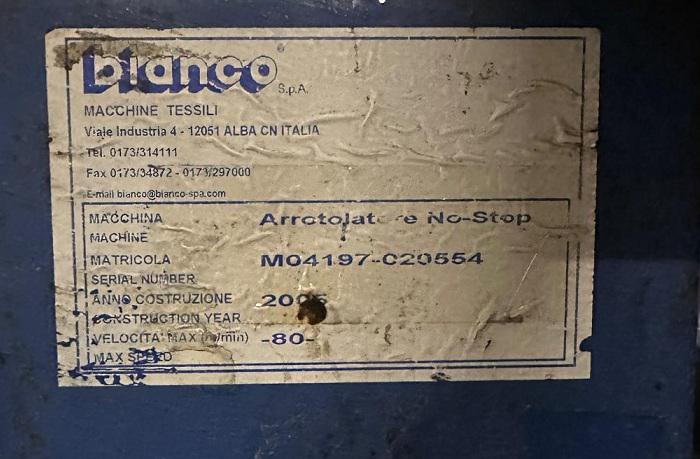 bianco ® S.p.A.
MACCHINE TESSILI
Viale Industria 4 - 12051 ALBA CN ITALIA
Tel. 0173/314111
Fax 0173/34872 - 0173/297000
E-mail bianco@bianco-spa.com
MACCHINA Arrotolatore No-Stop
MACHINE
MATRICOLA M04197-020554
SERIAL NUMBER
ANNO COSTRUZIONE
CONSTRUCTION YEAR
VELOCITA' MAX (m/min) -80-
MAX SPEED